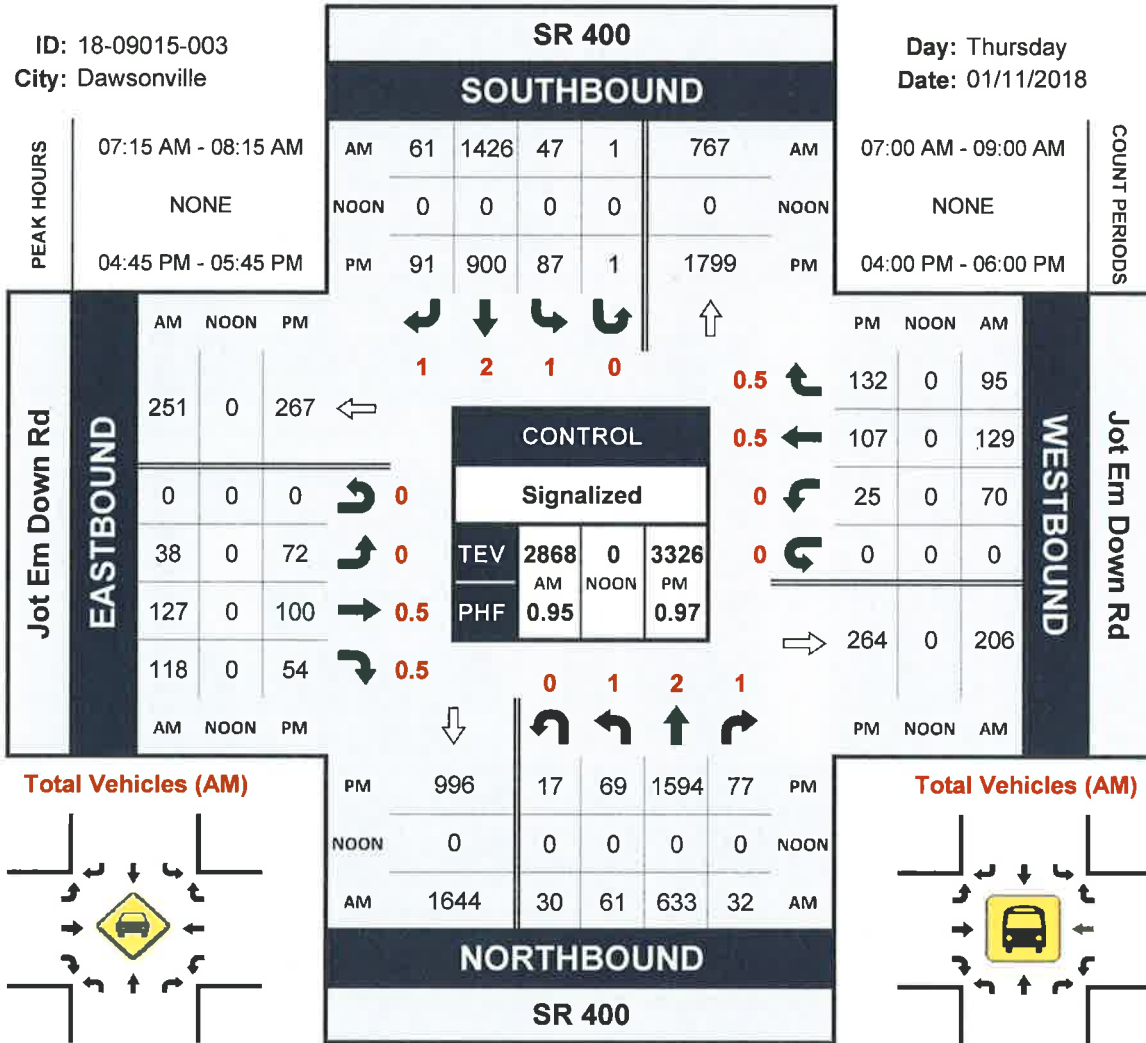 SR 400
ID: 18-09015-003
City: Dawsonville
Day: Thursday
Date: 01/11/2018
SOUTHBOUND
PEAK HOURS
07:15 AM - 08:15 AM
NONE
04:45 PM - 05:45 PM
AM 61 1426 47 1 767 AM
NOON 0 0 0 0 0 NOON
PM 91 900 87 1 1799 PM
07:00 AM - 09:00 AM
NONE
04:00 PM - 06:00 PM
COUNT PERIODS
1 2 1 0
Jot Em Down Rd
EASTBOUND
AM NOON PM
251 0 267
0 0 0 0
38 0 72 0
127 0 100 0.5
118 0 54 0.5
AM NOON PM
CONTROL
Signalized
TEV 2868 0 3326
AM NOON PM
PHF 0.95 0.97
PM NOON AM
0.5 132 0 95
0.5 107 0 129
0 25 0 70
0 0 0 0
264 0 206
PM NOON AM
WESTBOUND
Jot Em Down Rd
0 1 2 1
PM 996 17 69 1594 77 PM
NOON 0 0 0 0 0 NOON
AM 1644 30 61 633 32 AM
NORTHBOUND
SR 400
Total Vehicles (AM)
Total Vehicles (AM)